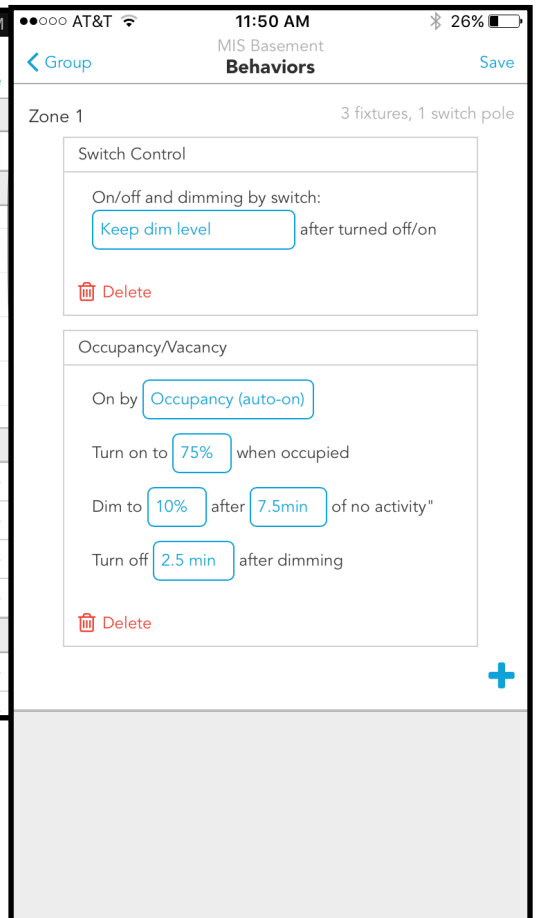 AT&T 11:50 AM 26%
MIS Basement
Group Behaviors Save
Zone 1 3 fixtures, 1 switch pole
Switch Control
On/off and dimming by switch:
Keep dim level after turned off/on
Delete
Occupancy/Vacancy
On by Occupancy (auto-on)
Turn on to 75% when occupied
Dim to 10% after 7.5min of no activity"
Turn off 2.5 min after dimming
Delete